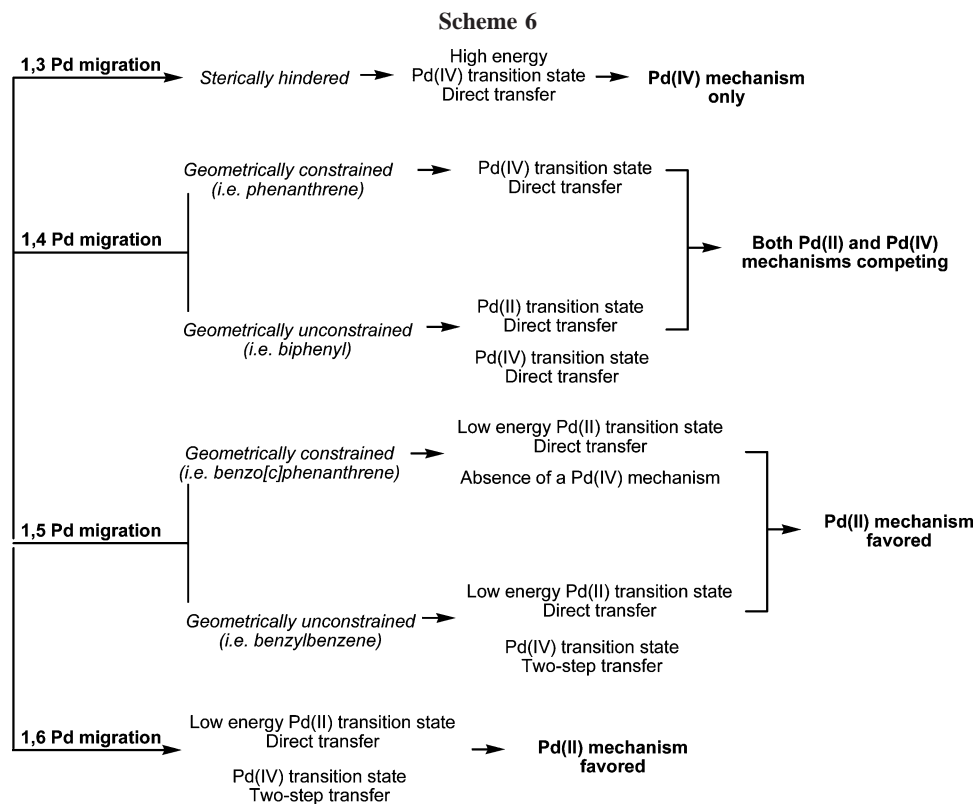 Scheme 6
1,3 Pd migration
Sterically hindered
High energy
Pd(IV) transition state
Direct transfer
Pd(IV) mechanism
only
1,4 Pd migration
Geometrically constrained
(i.e. phenanthrene)
Pd(IV) transition state
Direct transfer
Geometrically unconstrained
(i.e. biphenyl)
Pd(II) transition state
Direct transfer
Pd(IV) transition state
Direct transfer
Both Pd(II) and Pd(IV)
mechanisms competing
1,5 Pd migration
Geometrically constrained
(i.e. benzo[c]phenanthrene)
Low energy Pd(II) transition state
Direct transfer
Absence of a Pd(IV) mechanism
Geometrically unconstrained
(i.e. benzylbenzene)
Low energy Pd(II) transition state
Direct transfer
Pd(IV) transition state
Two-step transfer
Pd(II) mechanism
favored
1,6 Pd migration
Low energy Pd(II) transition state
Direct transfer
Pd(IV) transition state
Two-step transfer
Pd(II) mechanism
favored